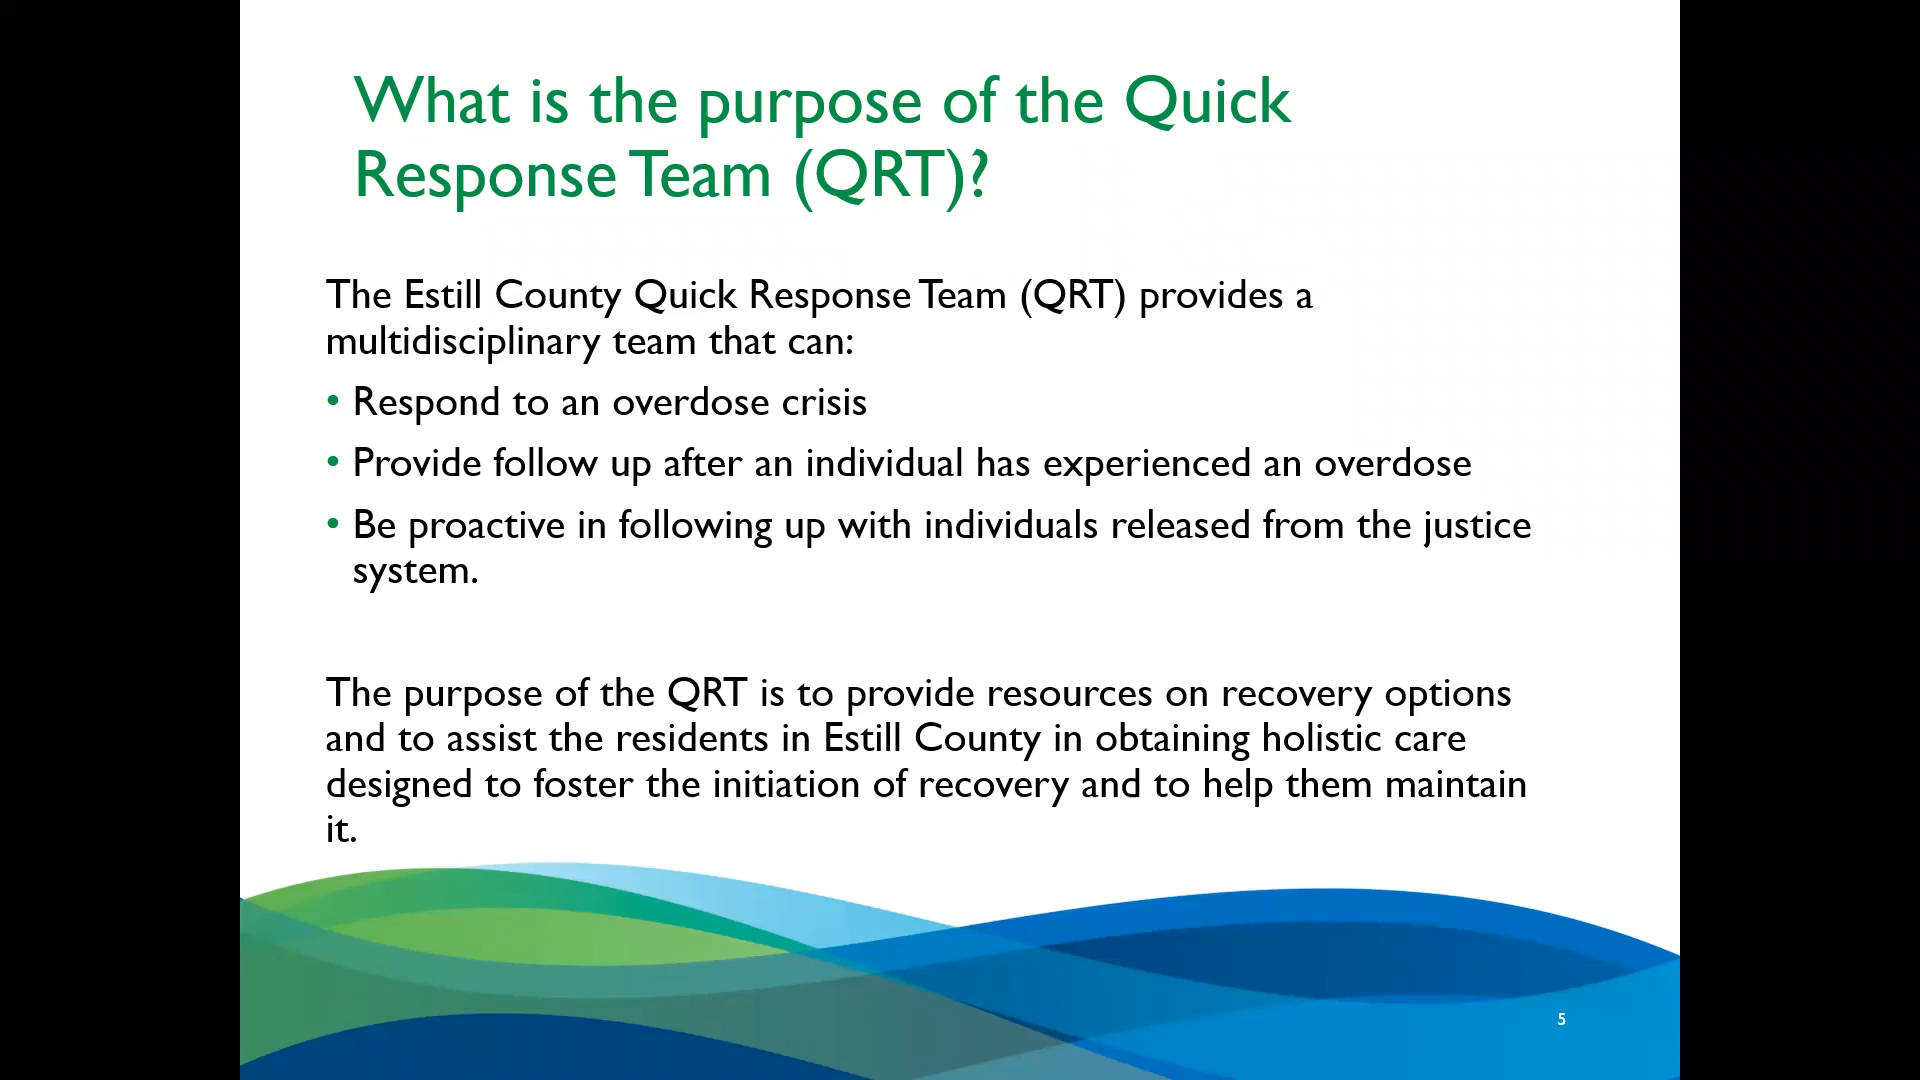 What is the purpose of the Quick
Response Team (QRT)?
The Estill County Quick Response Team (QRT) provides a
multidisciplinary team that can:
• Respond to an overdose crisis
• Provide follow up after an individual has experienced an overdose
• Be proactive in following up with individuals released from the justice
system.
The purpose of the QRT is to provide resources on recovery options
and to assist the residents in Estill County in obtaining holistic care
designed to foster the initiation of recovery and to help them maintain
it.
5